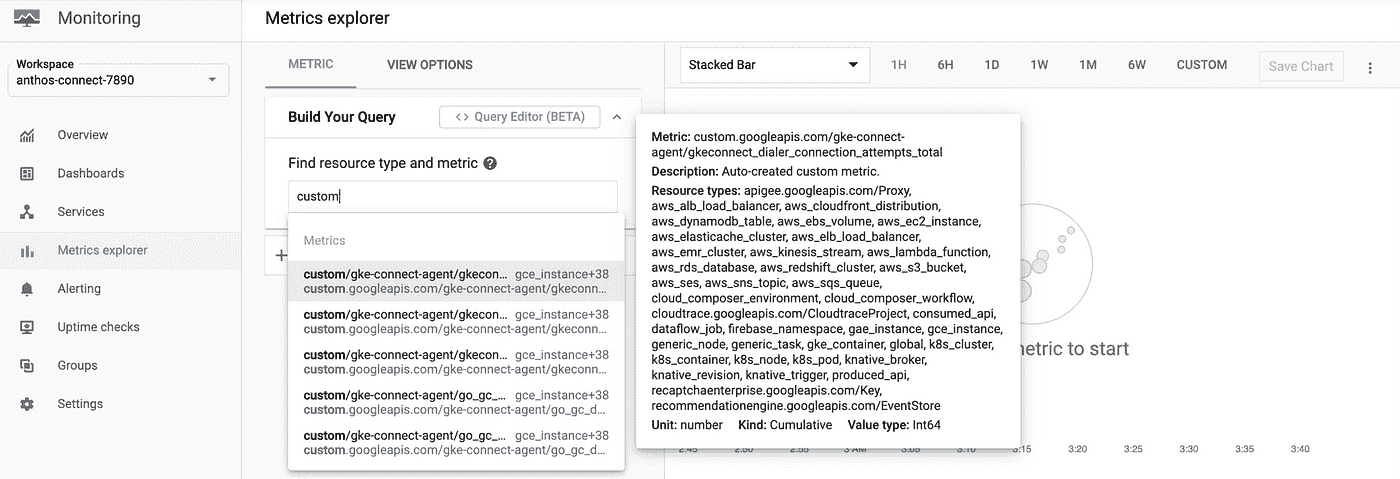 Monitoring
Metrics explorer
Workspace
anthos-connect-7890
Overview
Dashboards
Services
Metrics explorer
Alerting
Uptime checks
Groups
Settings
METRIC
VIEW OPTIONS
Build Your Query
<> Query Editor (BETA)
Find resource type and metric
custom
Metrics
custom/gke-connect-agent/gkecon... gce_instance+38
custom.googleapis.com/gke-connect-agent/gkeconn...
custom/gke-connect-agent/gkecon... gce_instance+38
custom.googleapis.com/gke-connect-agent/gkeconn...
custom/gke-connect-agent/gkecon... gce_instance+38
custom.googleapis.com/gke-connect-agent/gkeconn...
custom/gke-connect-agent/go_gc_... gce_instance+38
custom.googleapis.com/gke-connect-agent/go_gc_d...
custom/gke-connect-agent/go_gc_... gce_instance+38
custom.googleapis.com/gke-connect-agent/go_gc_d...
Stacked Bar
1H 6H 1D 1W 1M 6W CUSTOM
Save Chart
Metric: custom.googleapis.com/gke-connect-
agent/gkeconnect_dialer_connection_attempts_total
Description: Auto-created custom metric.
Resource types: apigee.googleapis.com/Proxy,
aws_alb_load_balancer, aws_cloudfront_distribution,
aws_dynamodb_table, aws_ebs_volume, aws_ec2_instance,
aws_elasticache_cluster, aws_elb_load_balancer,
aws_emr_cluster, aws_kinesis_stream, aws_lambda_function,
aws_rds_database, aws_redshift_cluster, aws_s3_bucket,
aws_ses, aws_sns_topic, aws_sqs_queue,
cloud_composer_environment, cloud_composer_workflow,
cloudtrace.googleapis.com/CloudtraceProject, consumed_api,
dataflow_job, firebase_namespace, gae_instance, gce_instance,
generic_node, generic_task, gke_container, global, k8s_cluster,
k8s_container, k8s_node, k8s_pod, knative_broker,
knative_revision, knative_trigger, produced_api,
recaptchaenterprise.googleapis.com/Key,
recommendationengine.googleapis.com/EventStore
Unit: number Kind: Cumulative Value type: Int64
to start
2:45 2:50 2:55 3 AM 3:05 3:10 3:15 3:20 3:25 3:30 3:35 3:40